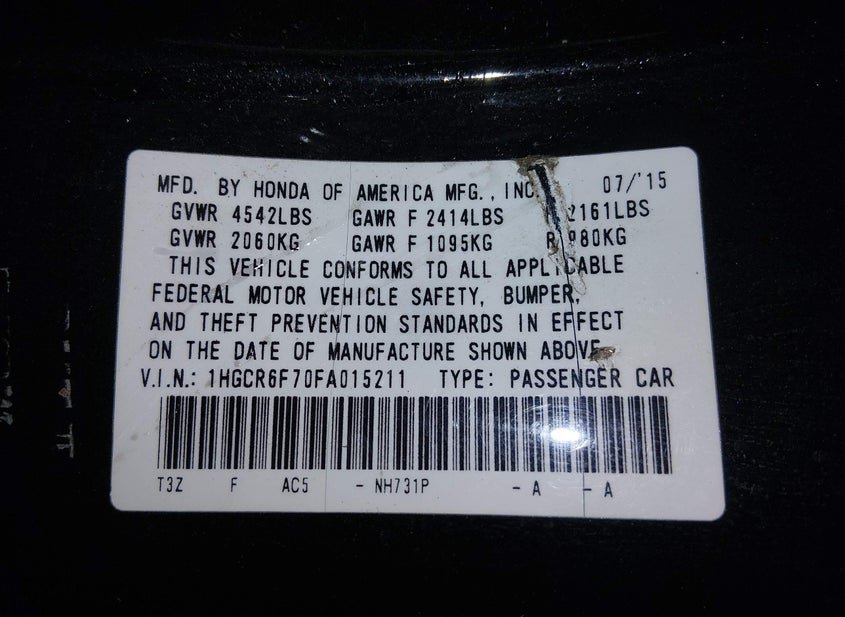 MFD. BY HONDA OF AMERICA MFG., INC. 07/'15
GVWR 4542LBS GAWR F 2414LBS 2161LBS
GVWR 2060KG GAWR F 1095KG R 980KG
THIS VEHICLE CONFORMS TO ALL APPLICABLE
FEDERAL MOTOR VEHICLE SAFETY, BUMPER,
AND THEFT PREVENTION STANDARDS IN EFFECT
ON THE DATE OF MANUFACTURE SHOWN ABOVE.
V.I.N.: 1HGCR6F70FA015211 TYPE: PASSENGER CAR
T3Z F AC5 - NH731P - A - A